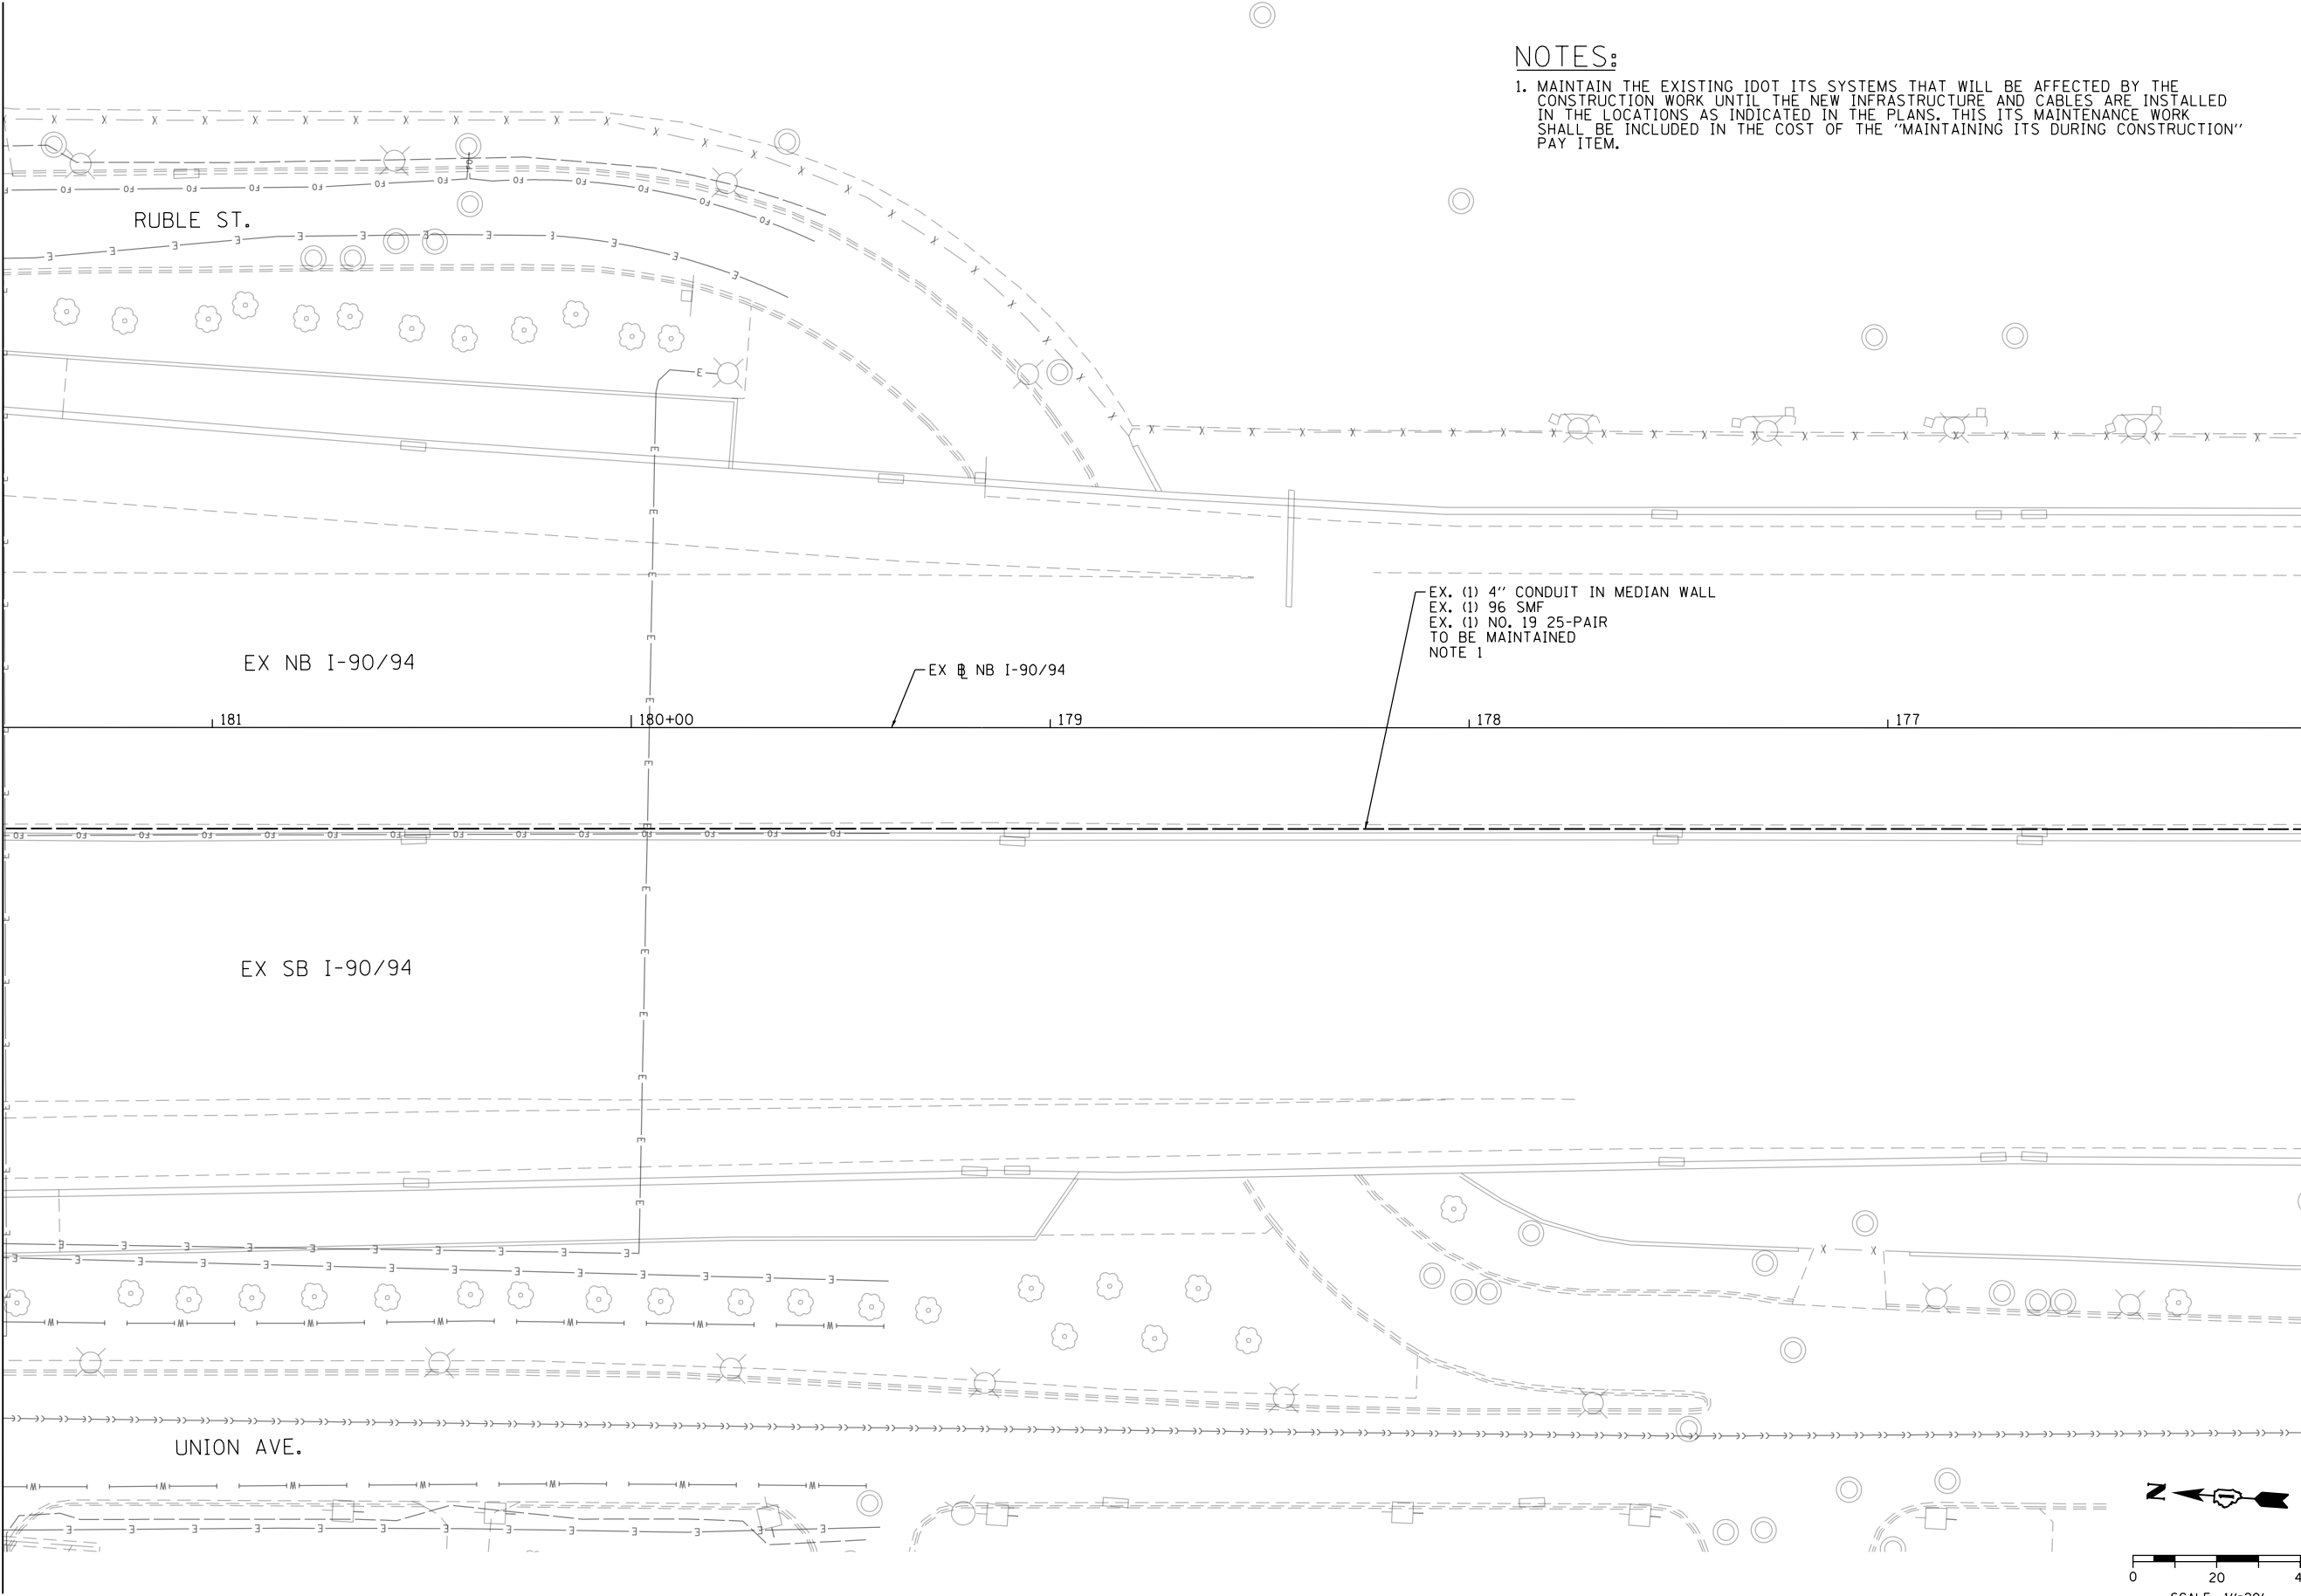 NOTES:
1. MAINTAIN THE EXISTING IDOT ITS SYSTEMS THAT WILL BE AFFECTED BY THE
CONSTRUCTION WORK UNTIL THE NEW INFRASTRUCTURE AND CABLES ARE INSTALLED
IN THE LOCATIONS AS INDICATED IN THE PLANS. THIS ITS MAINTENANCE WORK
SHALL BE INCLUDED IN THE COST OF THE "MAINTAINING ITS DURING CONSTRUCTION"
PAY ITEM.
RUBLE ST.
EX. (1) 4" CONDUIT IN MEDIAN WALL
EX. (1) 96 SMF
EX. (1) NO. 19 25-PAIR
TO BE MAINTAINED
NOTE 1
EX NB I-90/94
EX BL NB I-90/94
181
180+00
179
178
177
EX SB I-90/94
UNION AVE.
N
0
20